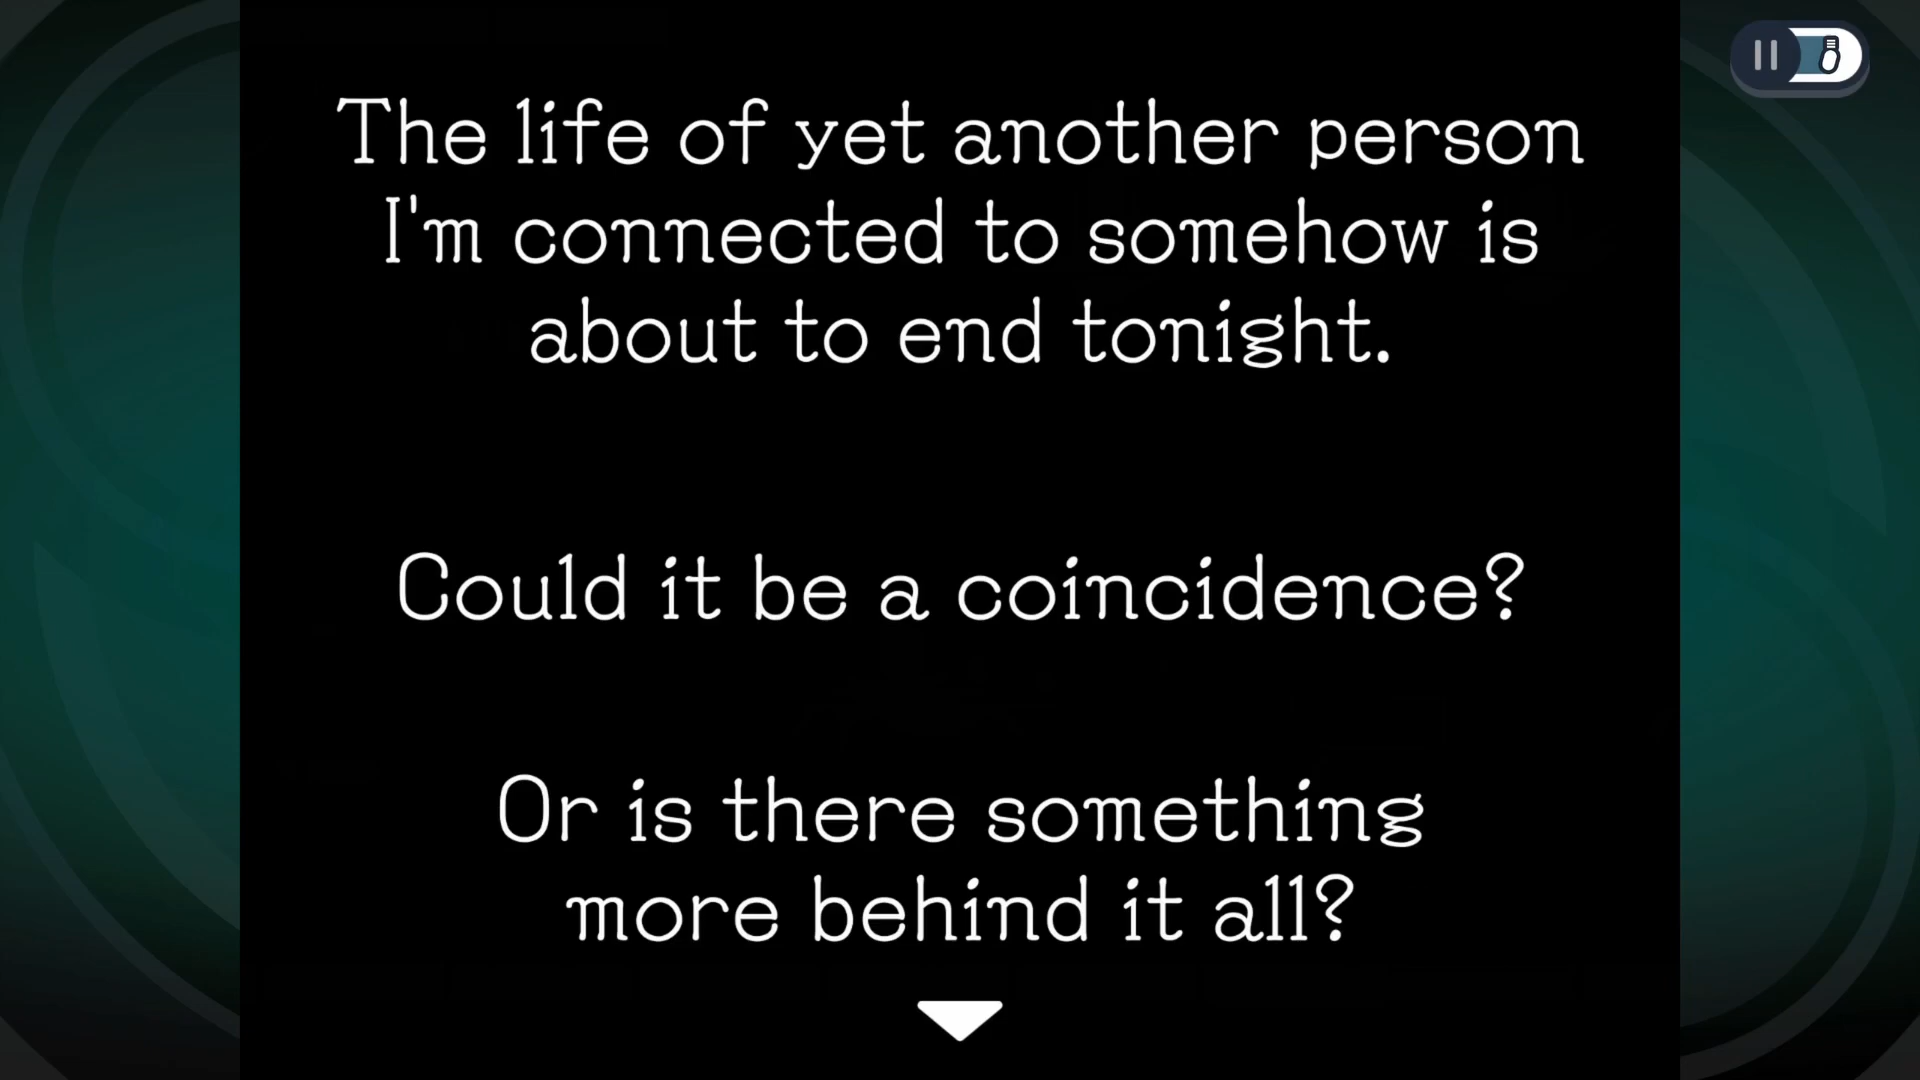 The life of yet another person
I'm connected to somehow is
about to end tonight.
Could it be a coincidence?
Or is there something
more behind it all?